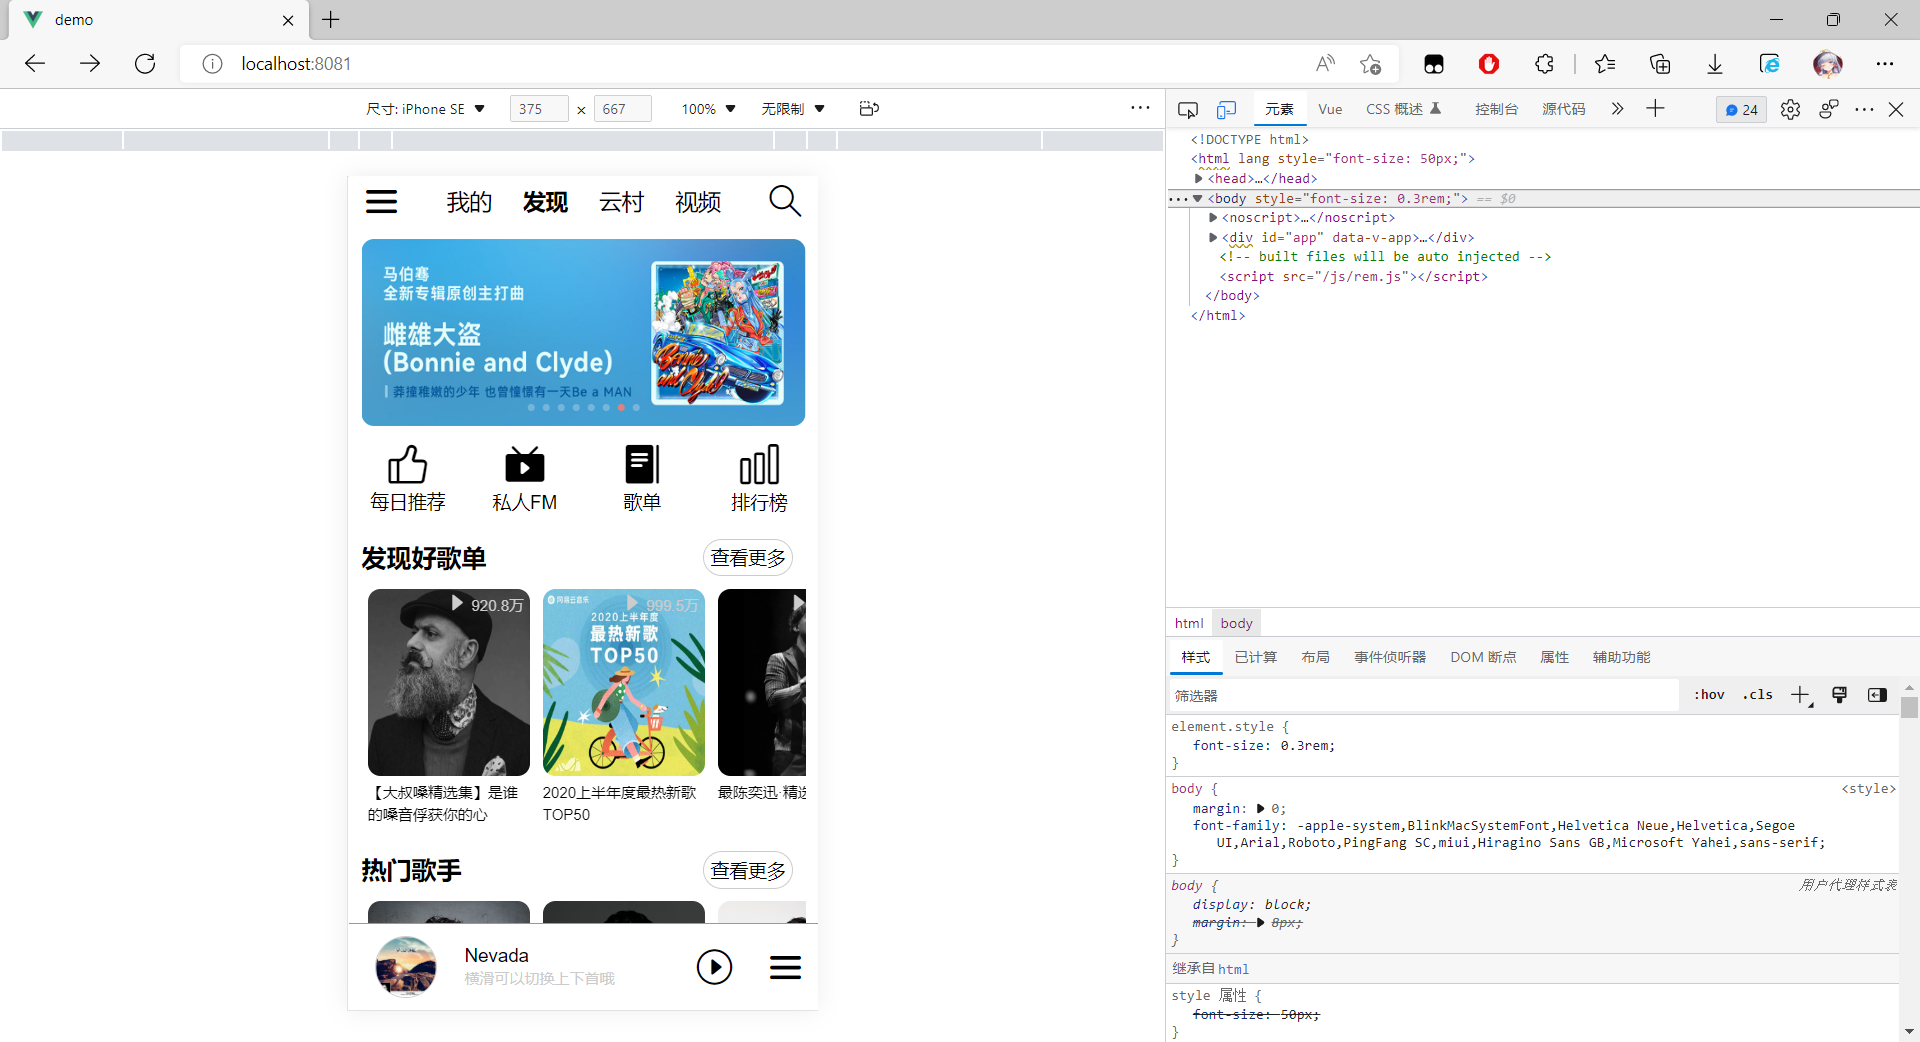 demo
localhost:8081
尺寸: iPhone SE ▼ 375 × 667 100% ▼ 无限制 ▼
元素 Vue CSS 概述 控制台 源代码 24
<!DOCTYPE html>
<html lang style="font-size: 50px;">
<head>…</head>
<body style="font-size: 0.3rem;"> == $0
<noscript>…</noscript>
<div id="app" data-v-app>…</div>
<!-- built files will be auto injected -->
<script src="/js/rem.js"></script>
</body>
</html>
我的 发现 云村 视频
马伯骞
全新专辑原创主打曲
雌雄大盗
(Bonnie and Clyde)
莽撞稚嫩的少年 也曾憧憬有一天Be a MAN
Bonnie and Clyde
每日推荐 私人FM 歌单 排行榜
发现好歌单 查看更多
920.8万
网易云音乐 999.5万
2020上半年度
最热新歌
TOP50
【大叔嗓精选集】是谁的嗓音俘获你的心
2020上半年度最热新歌TOP50
最陈奕迅·精选
热门歌手 查看更多
Nevada
横滑可以切换上下首哦
html body
样式 已计算 布局 事件侦听器 DOM 断点 属性 辅助功能
筛选器 :hov .cls
element.style {
font-size: 0.3rem;
}
body { <style>
margin: 0;
font-family: -apple-system,BlinkMacSystemFont,Helvetica Neue,Helvetica,Segoe
UI,Arial,Roboto,PingFang SC,miui,Hiragino Sans GB,Microsoft Yahei,sans-serif;
}
body { 用户代理样式表
display: block;
margin: 8px;
}
继承自 html
style 属性 {
font-size: 50px;
}